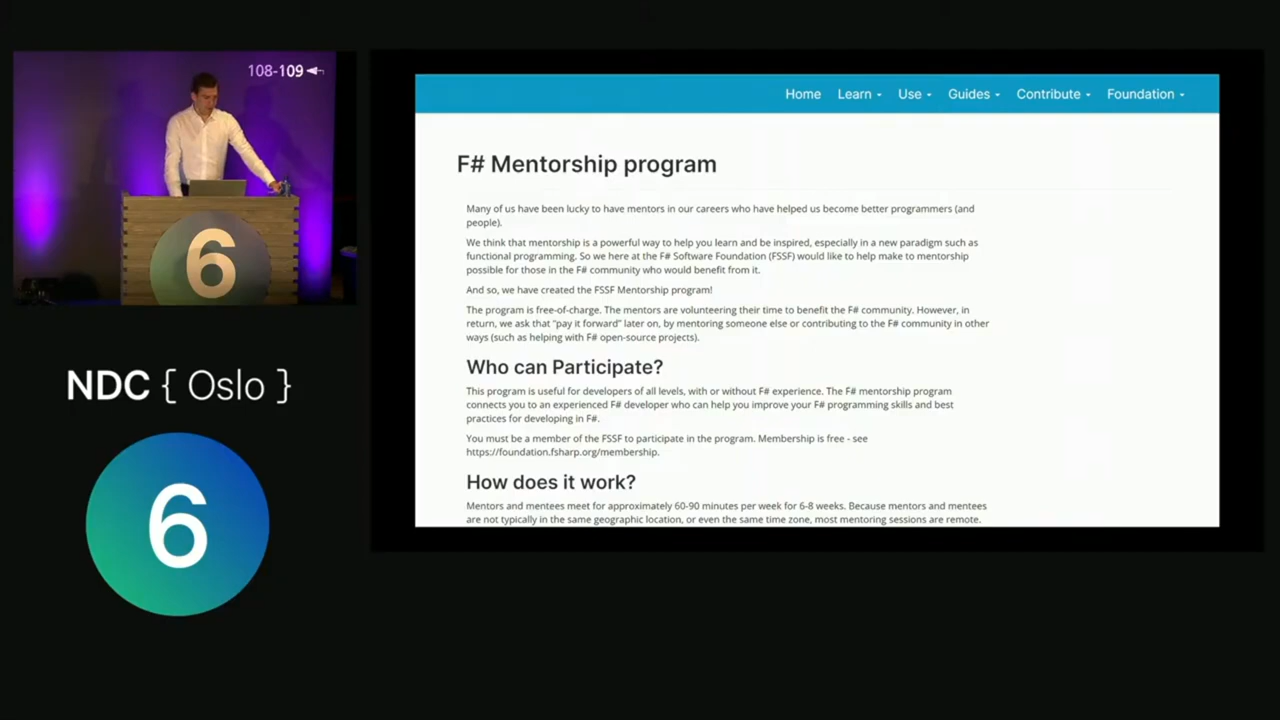 108-109
6
NDC { Oslo }
6
Home Learn Use Guides Contribute Foundation
F# Mentorship program
Many of us have been lucky to have mentors in our careers who have helped us become better programmers (and
people).
We think that mentorship is a powerful way to help you learn and be inspired, especially in a new paradigm such as
functional programming. So we here at the F# Software Foundation (FSSF) would like to help make to mentorship
possible for those in the F# community who would benefit from it.
And so, we have created the FSSF Mentorship program!
The program is free-of-charge. The mentors are volunteering their time to benefit the F# community. However, in
return, we ask that "pay it forward" later on, by mentoring someone else or contributing to the F# community in other
ways (such as helping with F# open-source projects).
Who can Participate?
This program is useful for developers of all levels, with or without F# experience. The F# mentorship program
connects you to an experienced F# developer who can help you improve your F# programming skills and best
practices for developing in F#.
You must be a member of the FSSF to participate in the program. Membership is free - see
https://foundation.fsharp.org/membership.
How does it work?
Mentors and mentees meet for approximately 60-90 minutes per week for 6-8 weeks. Because mentors and mentees
are not typically in the same geographic location, or even the same time zone, most mentoring sessions are remote.